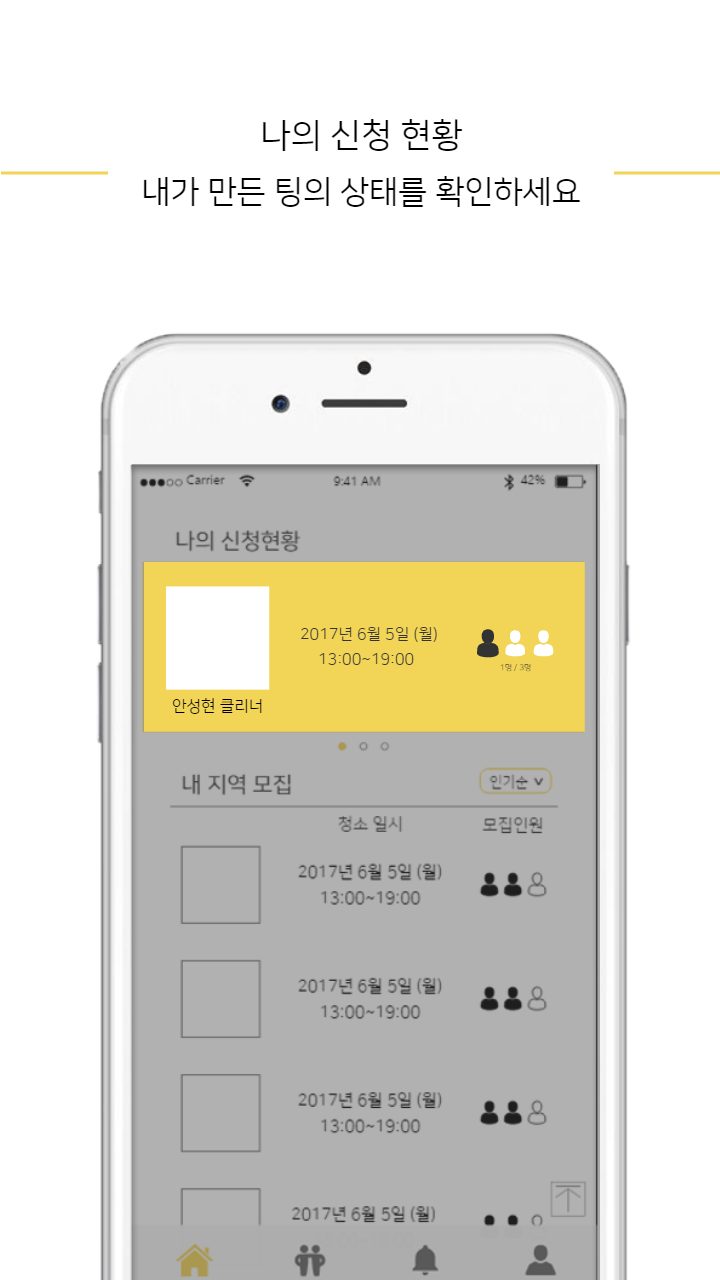 나의 신청 현황
내가 만든 팅의 상태를 확인하세요
Carrier 9:41 AM 42%
나의 신청현황
2017년 6월 5일 (월)
13:00~19:00
1명 / 3명
안성현 클리너
내 지역 모집 인기순
청소 일시 모집인원
2017년 6월 5일 (월)
13:00~19:00
2017년 6월 5일 (월)
13:00~19:00
2017년 6월 5일 (월)
13:00~19:00
2017년 6월 5일 (월)